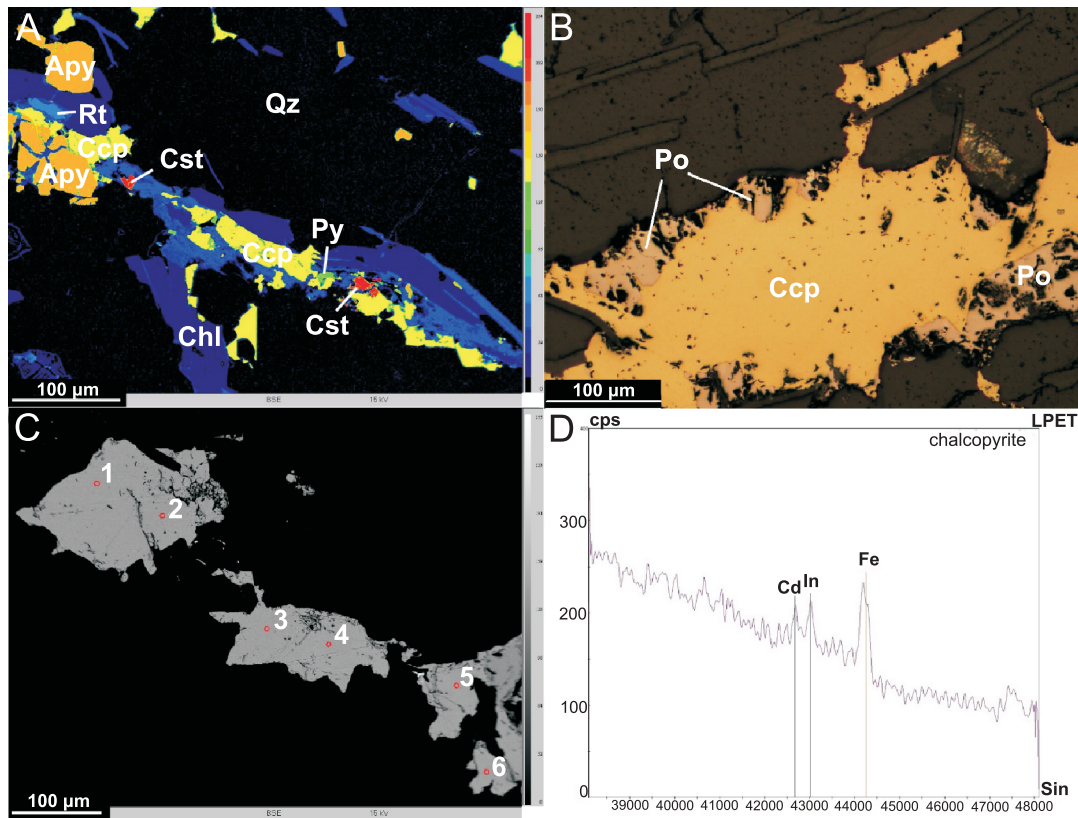 A
Apy
Rt
Qz
Ccp
Cst
Apy
Py
Ccp
Cst
Chl
100 µm
BSE
15 kV
B
Po
Ccp
Po
100 µm
C
1
2
3
4
5
6
100 µm
BSE
15 kV
D
cps
LPET
chalcopyrite
300
200
100
0
Cd
In
Fe
Sin
39000 40000 41000 42000 43000 44000 45000 46000 47000 48000